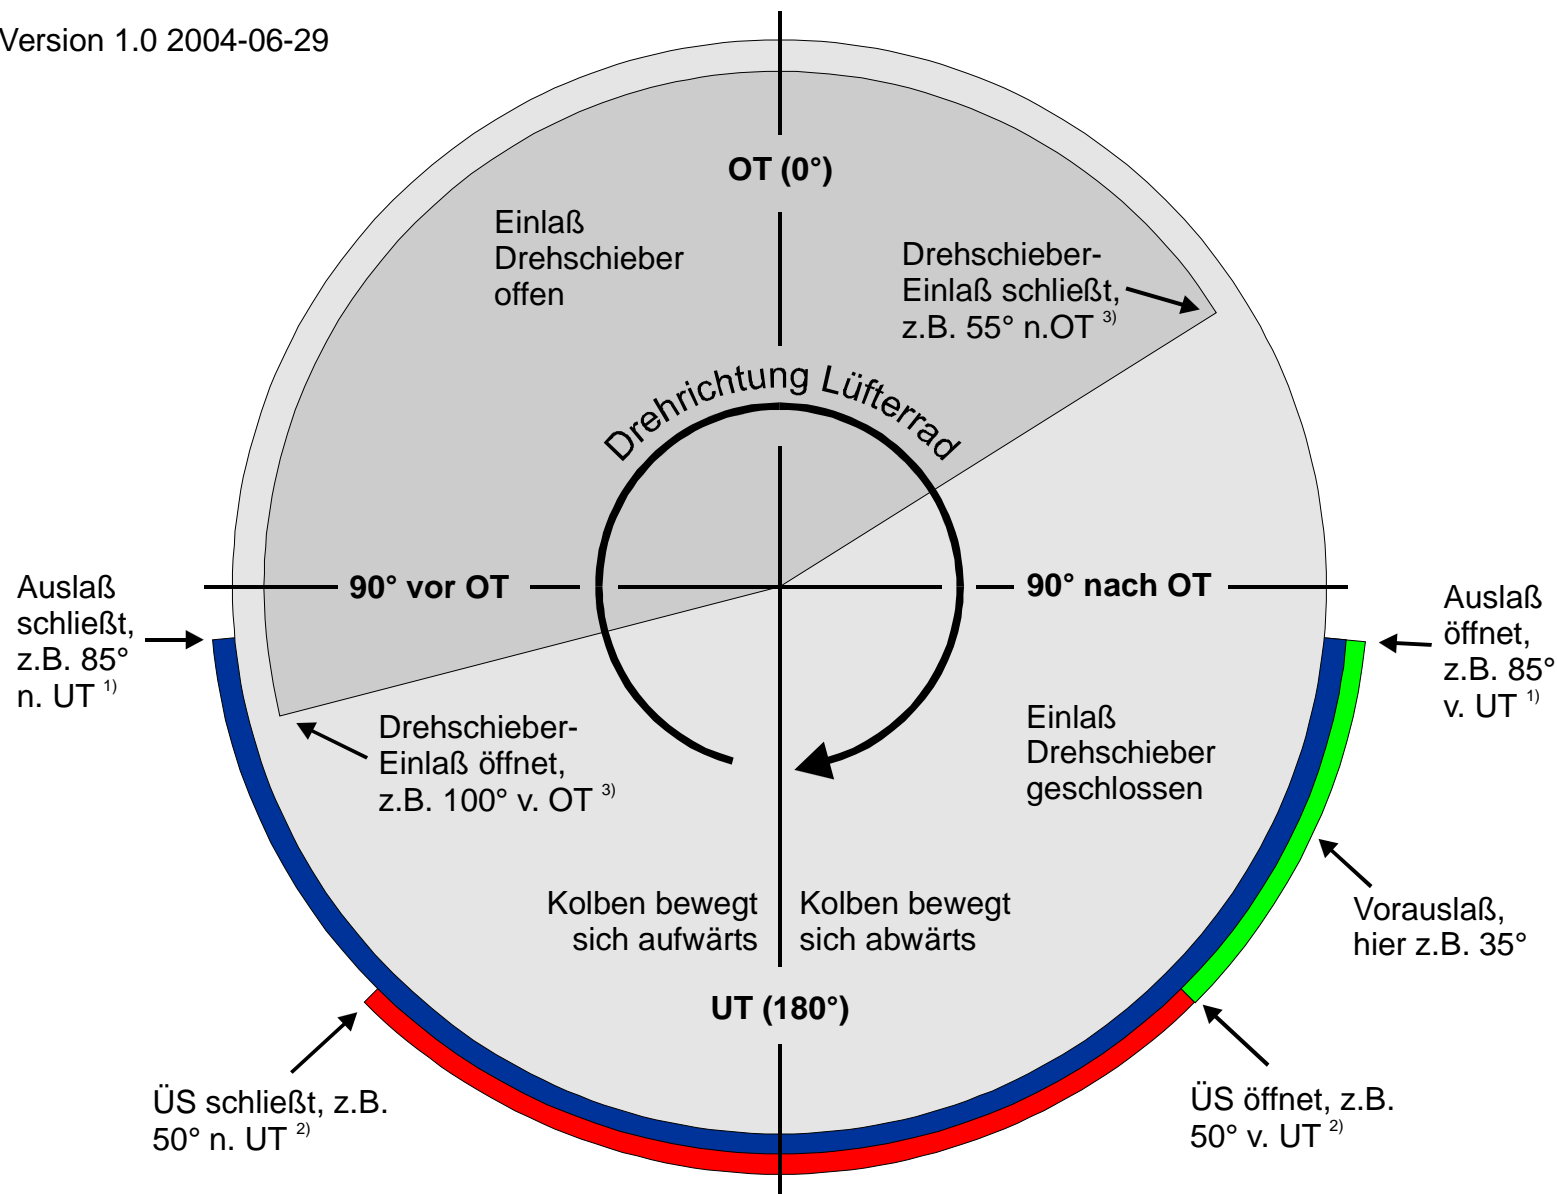 Version 1.0 2004-06-29
OT (0°)
Einlaß
Drehschieber
offen
Drehschieber-
Einlaß schließt,
z.B. 55° n.OT 3)
Drehrichtung Lüfterrad
90° vor OT
90° nach OT
Auslaß
schließt,
z.B. 85°
n. UT 1)
Auslaß
öffnet,
z.B. 85°
v. UT 1)
Drehschieber-
Einlaß öffnet,
z.B. 100° v. OT 3)
Einlaß
Drehschieber
geschlossen
Kolben bewegt
sich aufwärts
Kolben bewegt
sich abwärts
Vorauslaß,
hier z.B. 35°
UT (180°)
ÜS schließt, z.B.
50° n. UT 2)
ÜS öffnet, z.B.
50° v. UT 2)